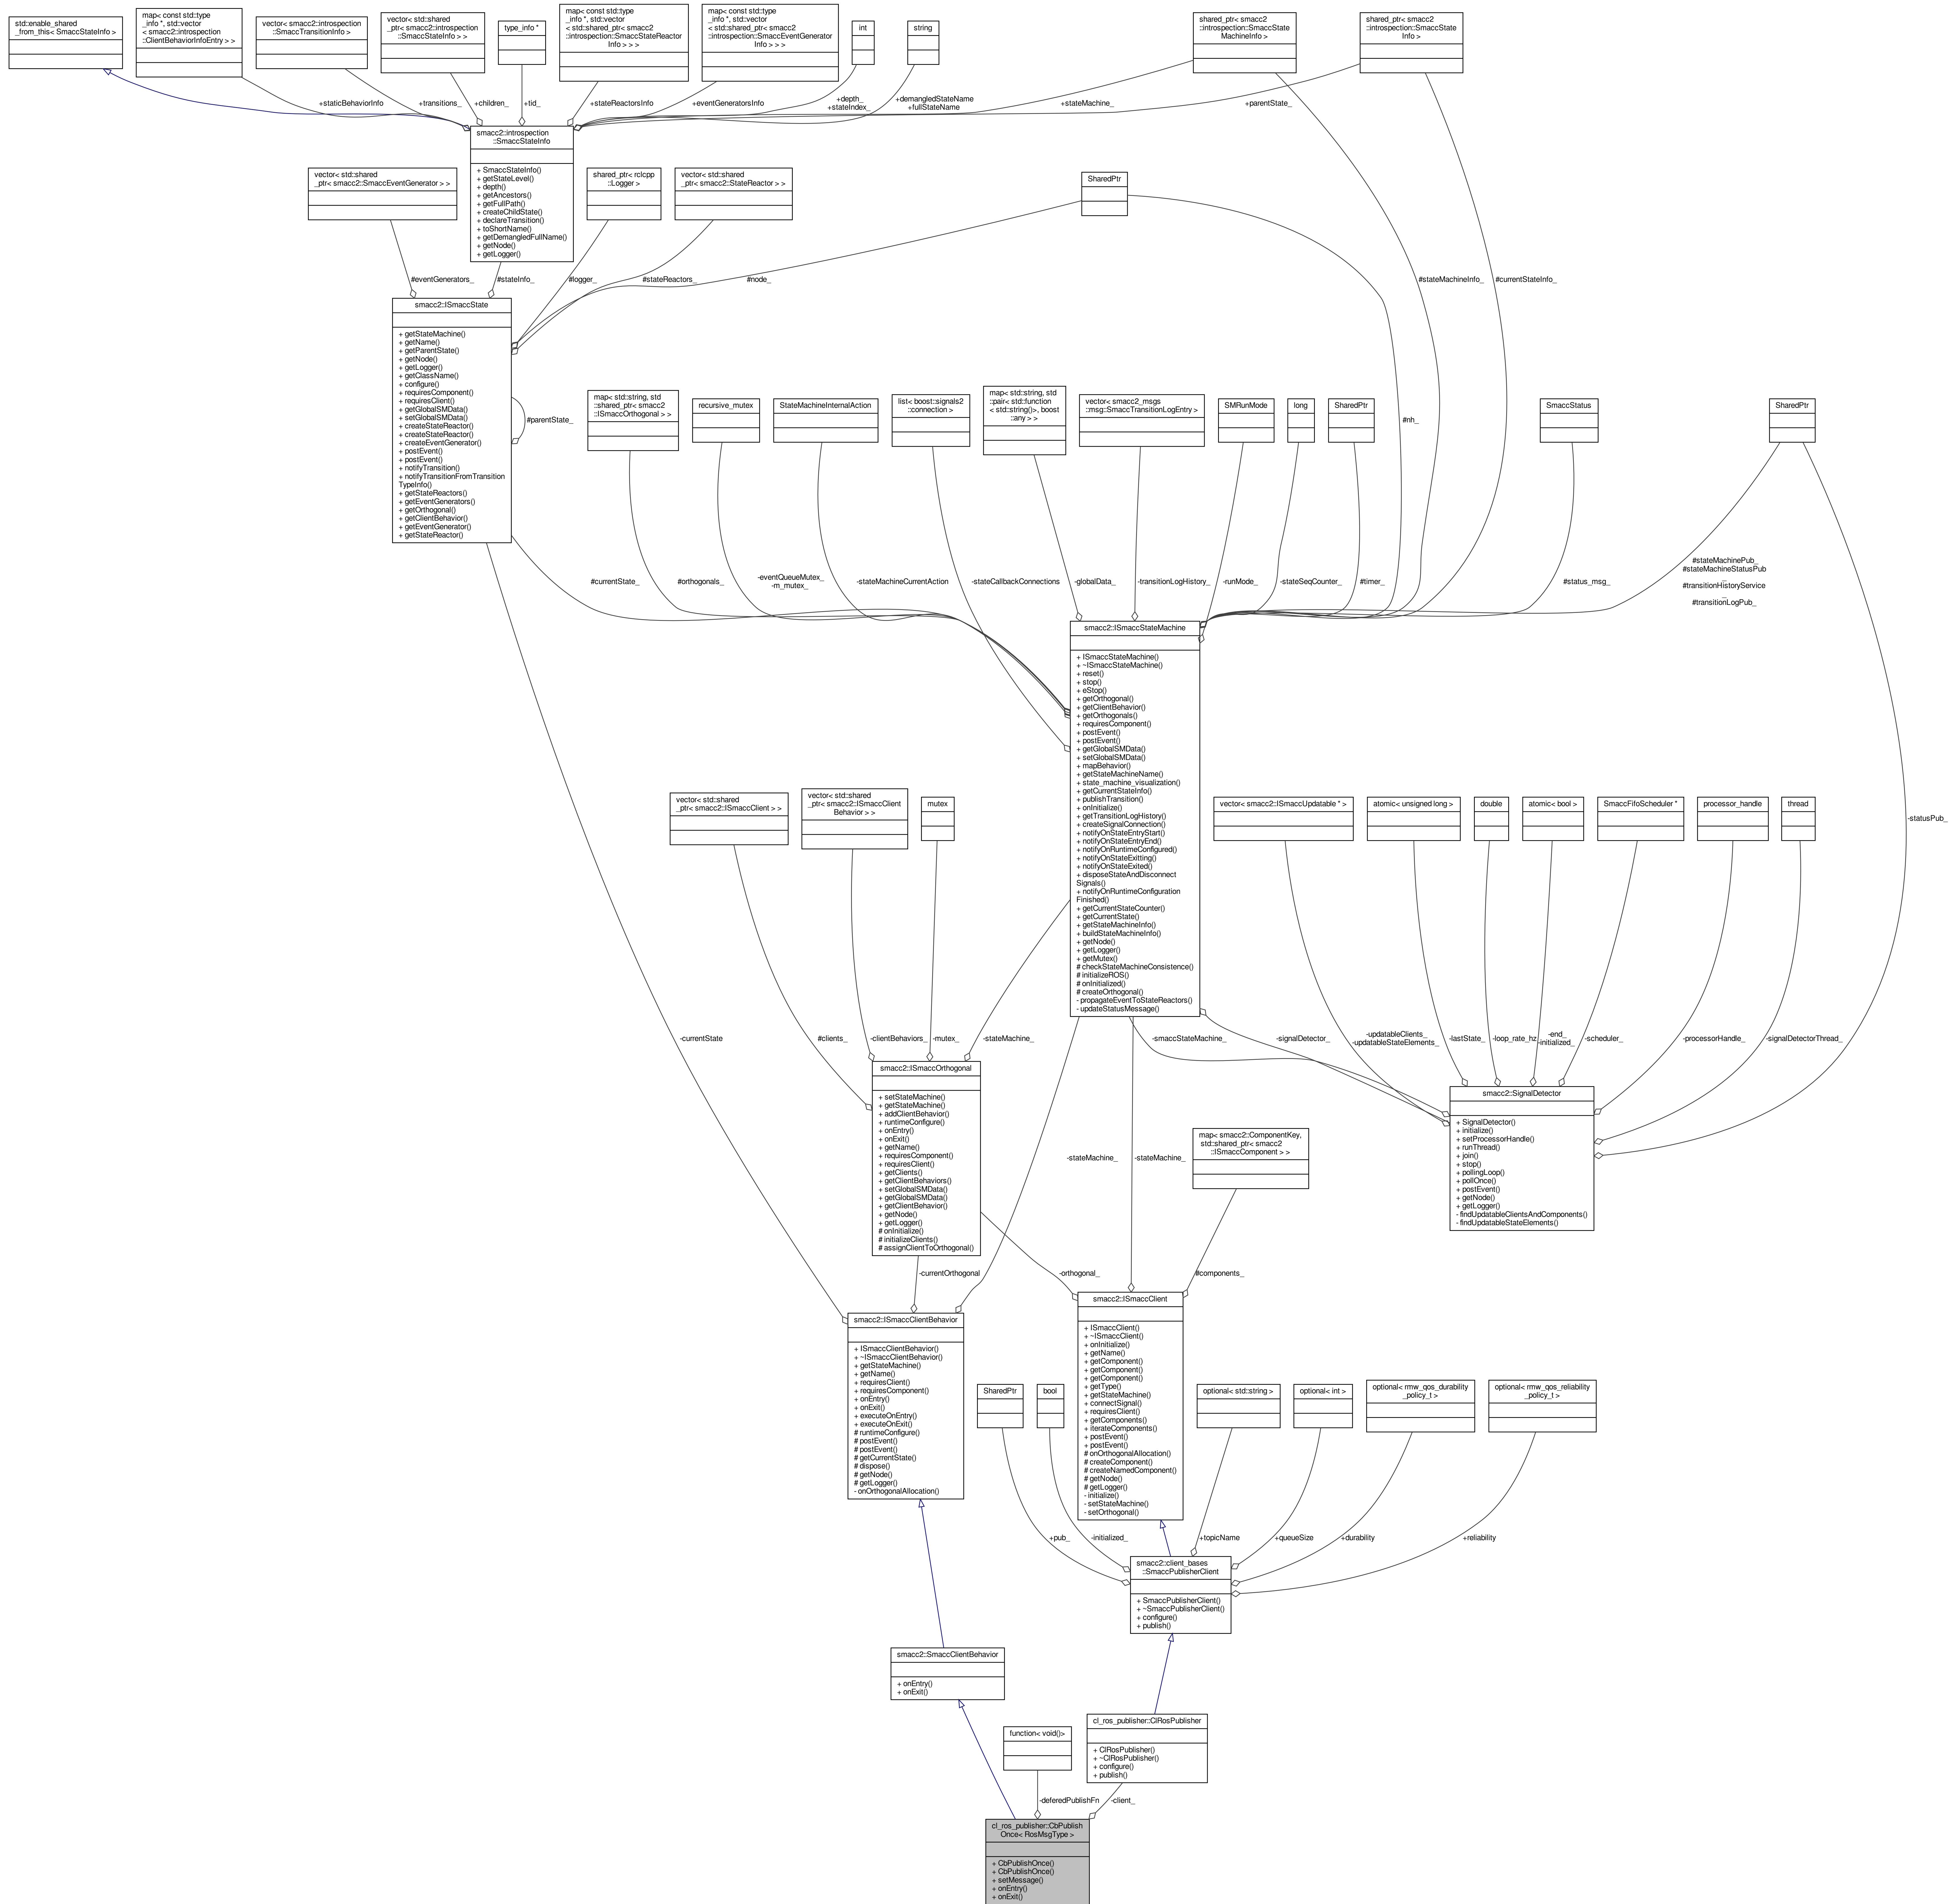 std::enable_shared
_from_this< SmaccStateInfo >
map< const std::type
_info *, std::vector
< smacc2::introspection
::ClientBehaviorInfoEntry > >
vector< smacc2::introspection
::SmaccTransitionInfo >
vector< std::shared
_ptr< smacc2::introspection
::SmaccStateInfo > >
type_info *
map< const std::type
_info *, std::vector
< std::shared_ptr< smacc2
::introspection::SmaccStateReactor
Info > > >
map< const std::type
_info *, std::vector
< std::shared_ptr< smacc2
::introspection::SmaccEventGenerator
Info > > >
int
string
shared_ptr< smacc2
::introspection::SmaccState
MachineInfo >
shared_ptr< smacc2
::introspection::SmaccState
Info >
+staticBehaviorInfo
+transitions_
+children_
+tid_
+stateReactorsInfo
+eventGeneratorsInfo
+depth_
+stateIndex_
+demangledStateName
+fullStateName
+stateMachine_
+parentState_
smacc2::introspection
::SmaccStateInfo
+ SmaccStateInfo()
+ getStateLevel()
+ depth()
+ getAncestors()
+ getFullPath()
+ createChildState()
+ declareTransition()
+ toShortName()
+ getDemangledFullName()
+ getNode()
+ getLogger()
vector< std::shared
_ptr< smacc2::SmaccEventGenerator > >
shared_ptr< rclcpp
::Logger >
vector< std::shared
_ptr< smacc2::StateReactor > >
SharedPtr
#eventGenerators_
#stateInfo_
#logger_
#stateReactors_
#node_
#stateMachineInfo_
#currentStateInfo_
smacc2::ISmaccState
+ getStateMachine()
+ getName()
+ getParentState()
+ getNode()
+ getLogger()
+ getClassName()
+ configure()
+ requiresComponent()
+ requiresClient()
+ getGlobalSMData()
+ setGlobalSMData()
+ createStateReactor()
+ createStateReactor()
+ createEventGenerator()
+ postEvent()
+ postEvent()
+ notifyTransition()
+ notifyTransitionFromTransition
TypeInfo()
+ getStateReactors()
+ getEventGenerators()
+ getOrthogonal()
+ getClientBehavior()
+ getEventGenerator()
+ getStateReactor()
#parentState_
map< std::string, std
::shared_ptr< smacc2
::ISmaccOrthogonal > >
recursive_mutex
StateMachineInternalAction
list< boost::signals2
::connection >
map< std::string, std
::pair< std::function
< std::string()>, boost
::any > >
vector< smacc2_msgs
::msg::SmaccTransitionLogEntry >
SMRunMode
long
SharedPtr
#nh_
SmaccStatus
SharedPtr
#currentState_
#orthogonals_
-eventQueueMutex_
-m_mutex_
-stateMachineCurrentAction
-stateCallbackConnections
-globalData_
-transitionLogHistory_
-runMode_
-stateSeqCounter_
#timer_
#status_msg_
#stateMachinePub_
#stateMachineStatusPub
_
#transitionHistoryService
_
#transitionLogPub_
smacc2::ISmaccStateMachine
+ ISmaccStateMachine()
+ ~ISmaccStateMachine()
+ reset()
+ stop()
+ eStop()
+ getOrthogonal()
+ getClientBehavior()
+ getOrthogonals()
+ requiresComponent()
+ postEvent()
+ postEvent()
+ getGlobalSMData()
+ setGlobalSMData()
+ mapBehavior()
+ getStateMachineName()
+ state_machine_visualization()
+ getCurrentStateInfo()
+ publishTransition()
+ onInitialize()
+ getTransitionLogHistory()
+ createSignalConnection()
+ notifyOnStateEntryStart()
+ notifyOnStateEntryEnd()
+ notifyOnRuntimeConfigured()
+ notifyOnStateExitting()
+ notifyOnStateExited()
+ disposeStateAndDisconnect
Signals()
+ notifyOnRuntimeConfiguration
Finished()
+ getCurrentStateCounter()
+ getCurrentState()
+ getStateMachineInfo()
+ buildStateMachineInfo()
+ getNode()
+ getLogger()
+ getMutex()
# checkStateMachineConsistence()
# initializeROS()
# onInitialized()
# createOrthogonal()
- propagateEventToStateReactors()
- updateStatusMessage()
vector< std::shared
_ptr< smacc2::ISmaccClient > >
vector< std::shared
_ptr< smacc2::ISmaccClient
Behavior > >
mutex
vector< smacc2::ISmaccUpdatable * >
atomic< unsigned long >
double
atomic< bool >
SmaccFifoScheduler *
processor_handle
thread
-statusPub_
-currentState
#clients_
-clientBehaviors_
-mutex_
-stateMachine_
-smaccStateMachine_
-signalDetector_
-updatableClients_
-updatableStateElements_
-lastState_
-loop_rate_hz
-end_
-initialized_
-scheduler_
-processorHandle_
-signalDetectorThread_
smacc2::ISmaccOrthogonal
+ setStateMachine()
+ getStateMachine()
+ addClientBehavior()
+ runtimeConfigure()
+ onEntry()
+ onExit()
+ getName()
+ requiresComponent()
+ requiresClient()
+ getClients()
+ getClientBehaviors()
+ setGlobalSMData()
+ getGlobalSMData()
+ getClientBehavior()
+ getNode()
+ getLogger()
# onInitialize()
# initializeClients()
# assignClientToOrthogonal()
smacc2::SignalDetector
+ SignalDetector()
+ initialize()
+ setProcessorHandle()
+ runThread()
+ join()
+ stop()
+ pollingLoop()
+ pollOnce()
+ postEvent()
+ getNode()
+ getLogger()
- findUpdatableClientsAndComponents()
- findUpdatableStateElements()
-stateMachine_
-stateMachine_
map< smacc2::ComponentKey,
std::shared_ptr< smacc2
::ISmaccComponent > >
-currentOrthogonal
-orthogonal_
#components_
smacc2::ISmaccClientBehavior
+ ISmaccClientBehavior()
+ ~ISmaccClientBehavior()
+ getStateMachine()
+ getName()
+ requiresClient()
+ requiresComponent()
+ onEntry()
+ onExit()
+ executeOnEntry()
+ executeOnExit()
# runtimeConfigure()
# postEvent()
# postEvent()
# getCurrentState()
# dispose()
# getNode()
# getLogger()
- onOrthogonalAllocation()
smacc2::ISmaccClient
+ ISmaccClient()
+ ~ISmaccClient()
+ onInitialize()
+ getName()
+ getComponent()
+ getComponent()
+ getComponent()
+ getType()
+ getStateMachine()
+ connectSignal()
+ requiresClient()
+ getComponents()
+ iterateComponents()
+ postEvent()
+ postEvent()
# onOrthogonalAllocation()
# createComponent()
# createNamedComponent()
# getNode()
# getLogger()
- initialize()
- setStateMachine()
- setOrthogonal()
SharedPtr
bool
optional< std::string >
optional< int >
optional< rmw_qos_durability
_policy_t >
optional< rmw_qos_reliability
_policy_t >
+pub_
-initialized_
+topicName
+queueSize
+durability
+reliability
smacc2::client_bases
::SmaccPublisherClient
+ SmaccPublisherClient()
+ ~SmaccPublisherClient()
+ configure()
+ publish()
smacc2::SmaccClientBehavior
+ onEntry()
+ onExit()
function< void()>
cl_ros_publisher::ClRosPublisher
+ ClRosPublisher()
+ ~ClRosPublisher()
+ configure()
+ publish()
-deferedPublishFn
-client_
cl_ros_publisher::CbPublish
Once< RosMsgType >
+ CbPublishOnce()
+ CbPublishOnce()
+ setMessage()
+ onEntry()
+ onExit()